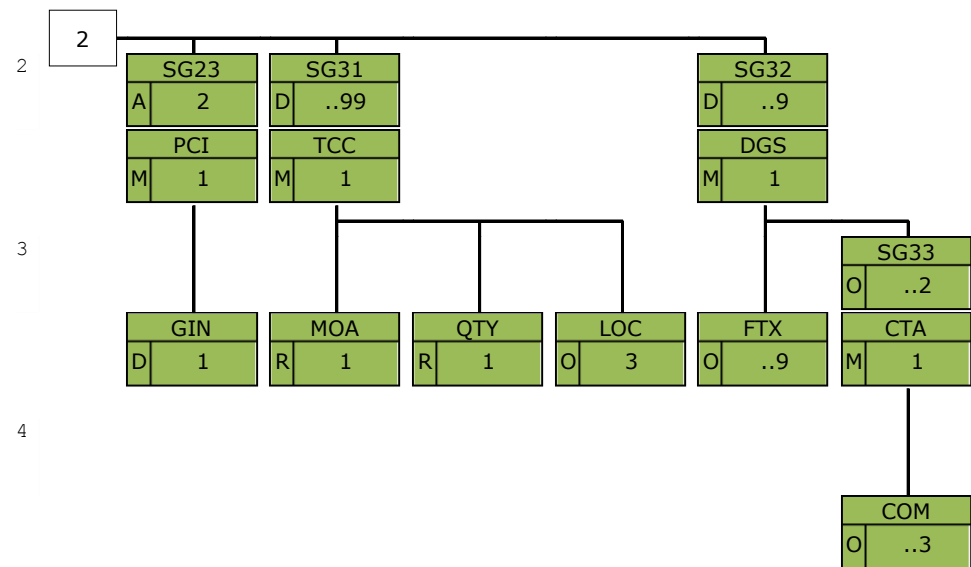 2
2
SG23 SG31 SG32
A 2 D ..99 D ..9
PCI TCC DGS
M 1 M 1 M 1
3
SG33
O ..2
GIN MOA QTY LOC FTX CTA
D 1 R 1 R 1 O 3 O ..9 M 1
4
COM
O ..3